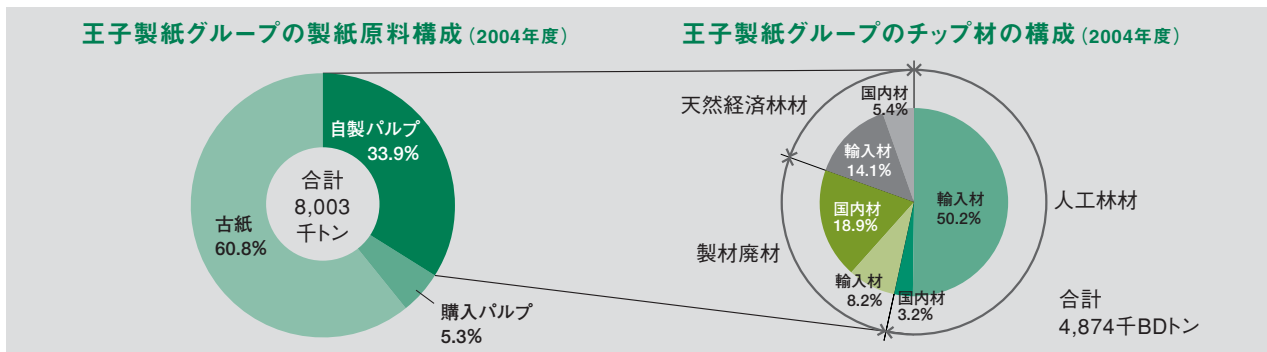 王子製紙グループの製紙原料構成（2004年度）
自製パルプ
33.9%
合計
8,003
千トン
古紙
60.8%
購入パルプ
5.3%
王子製紙グループのチップ材の構成（2004年度）
天然経済林材
国内材
5.4%
輸入材
14.1%
輸入材
50.2%
人工林材
国内材
18.9%
製材廃材
輸入材
8.2%
国内材
3.2%
合計
4,874千BDトン